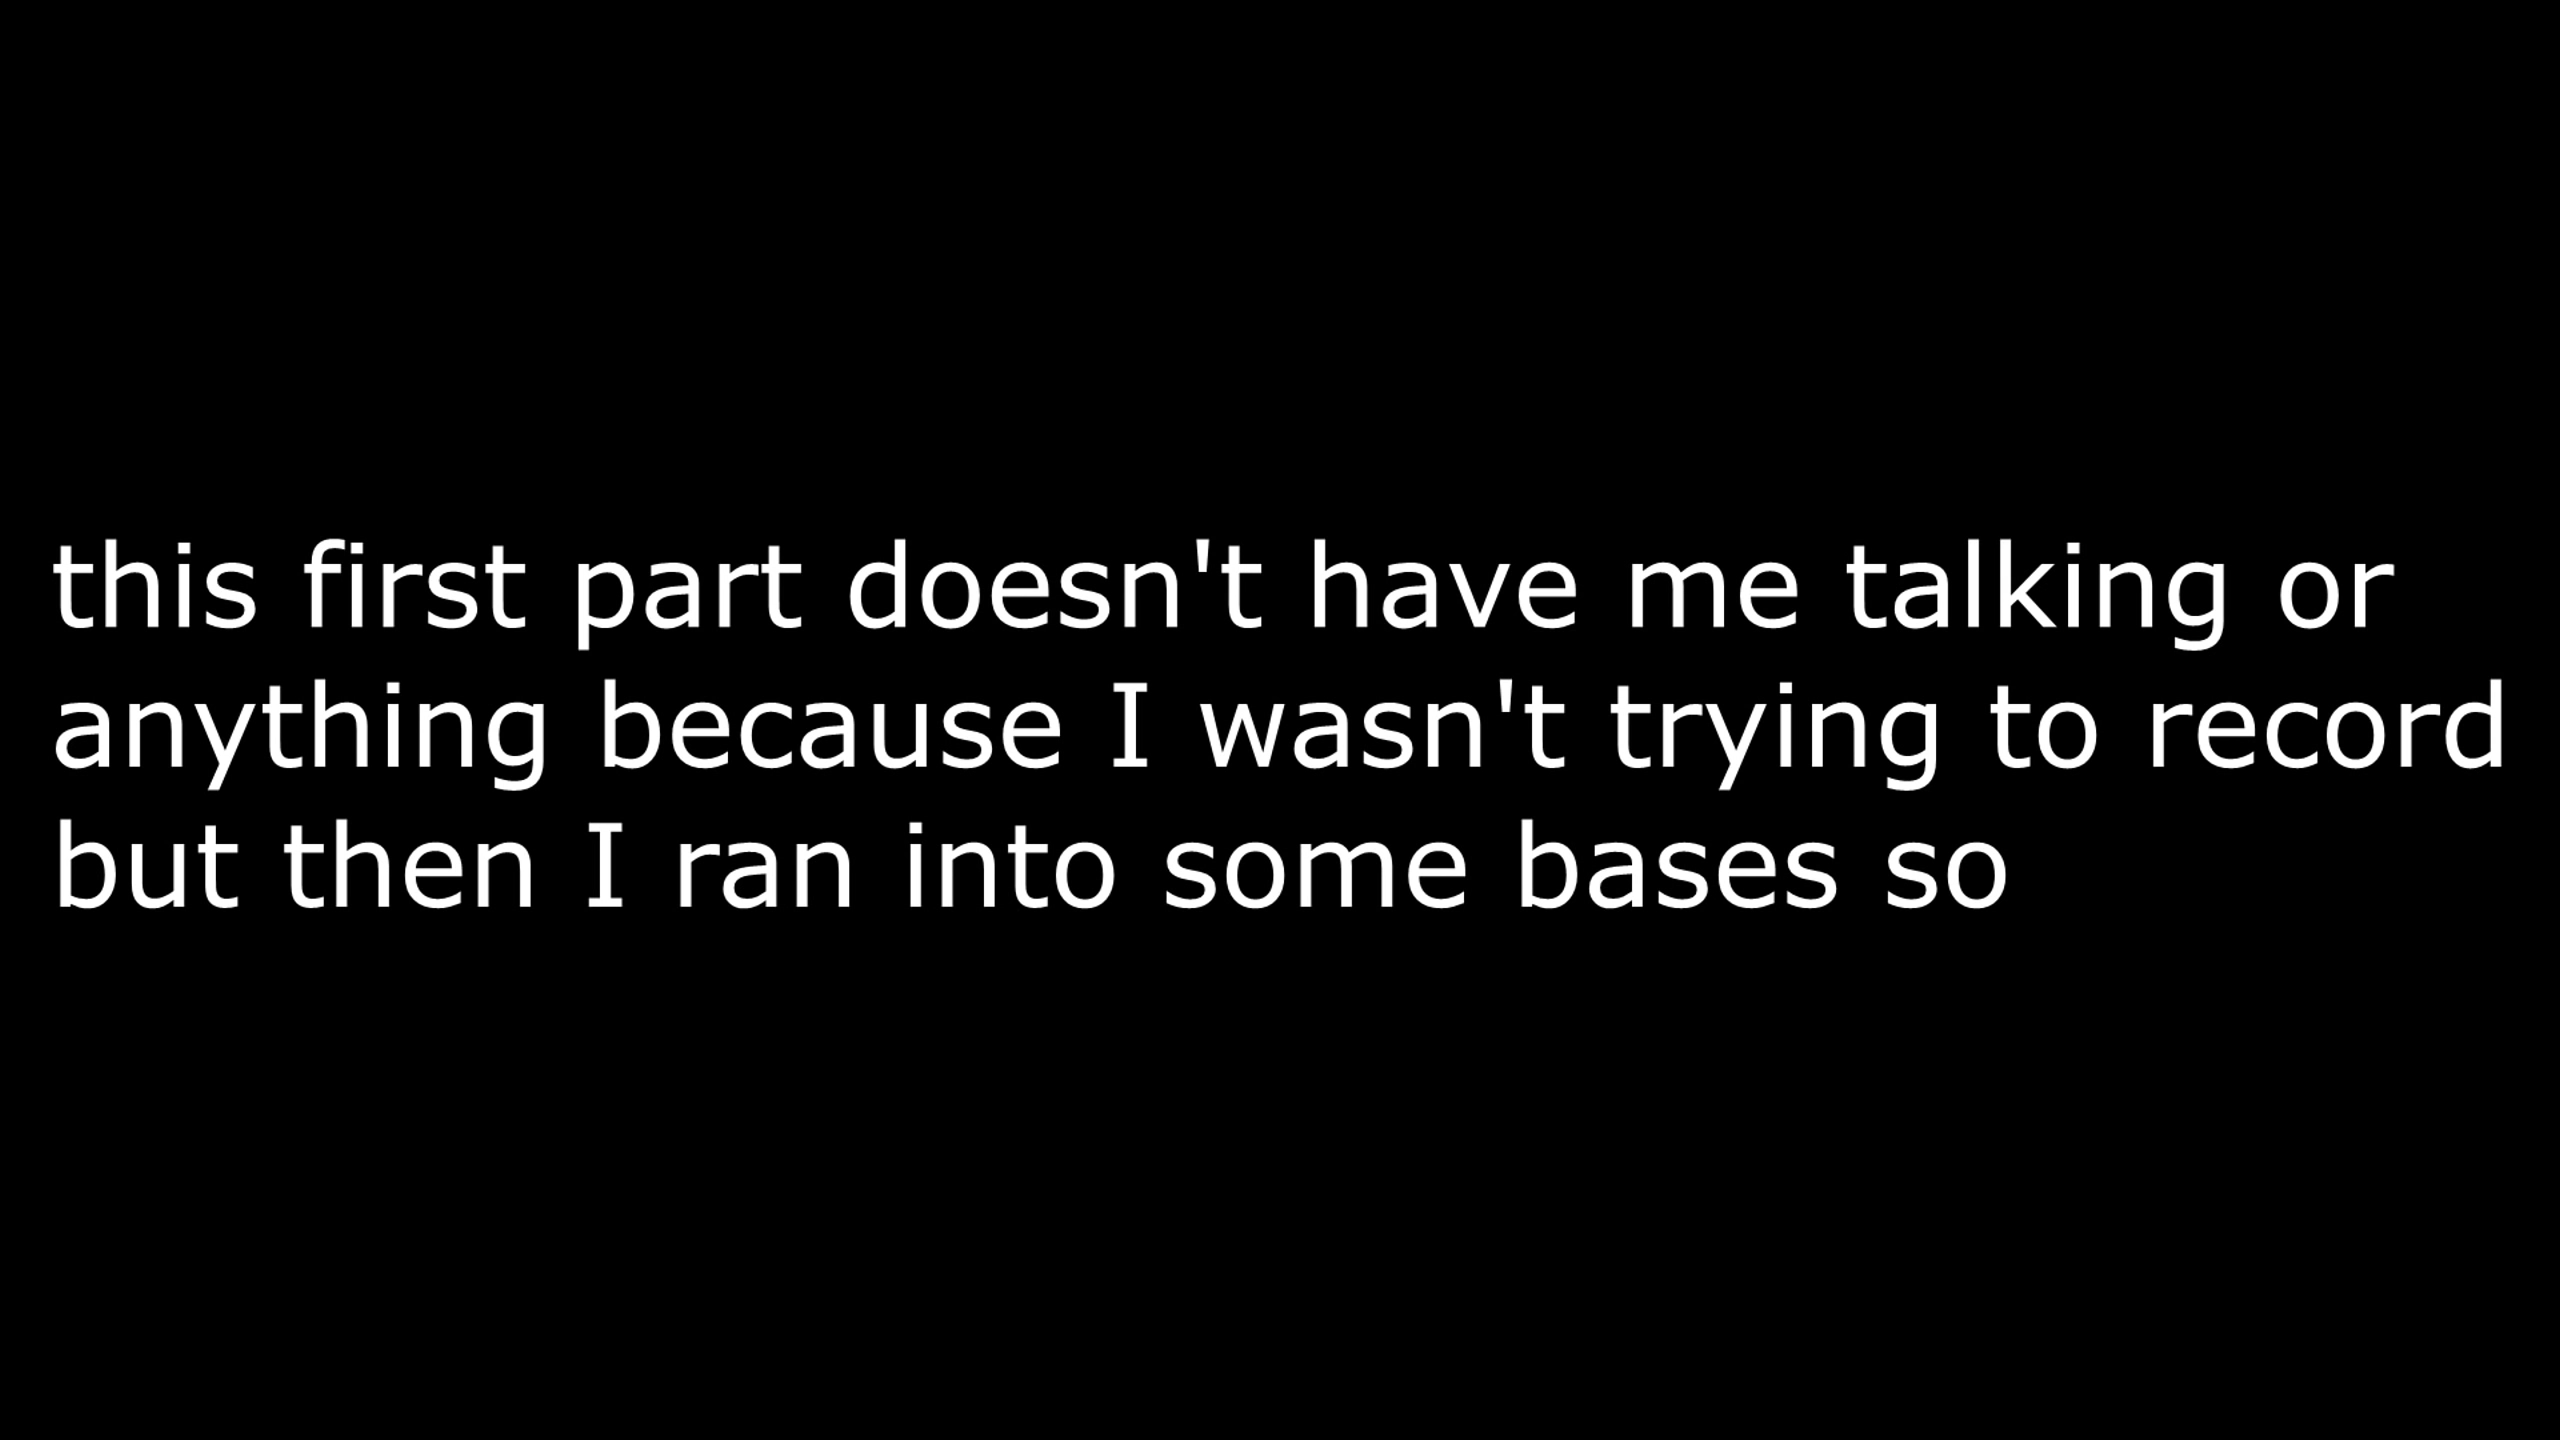 this first part doesn't have me talking or
anything because I wasn't trying to record
but then I ran into some bases so